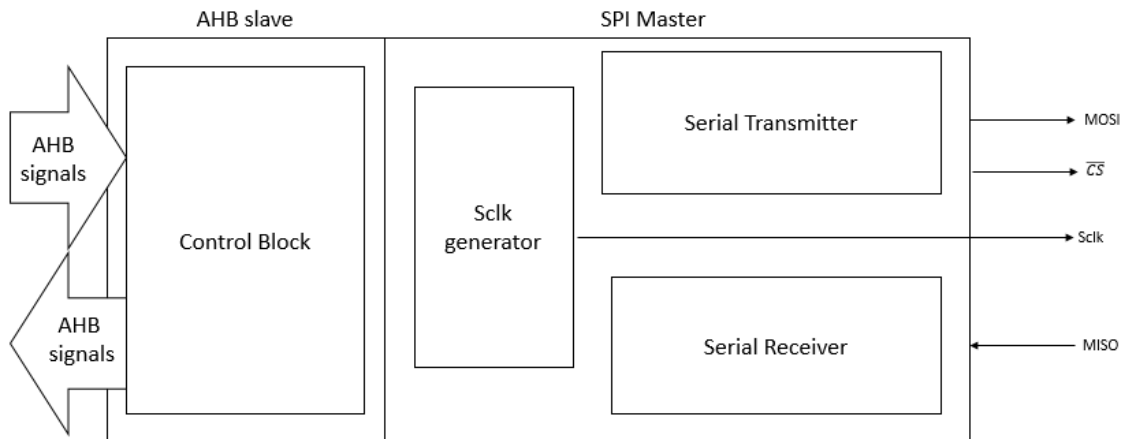 AHB slave
SPI Master
Serial Transmitter
MOSI
AHB
signals
C̅S̅
Sclk
generator
Control Block
Sclk
AHB
signals
Serial Receiver
MISO